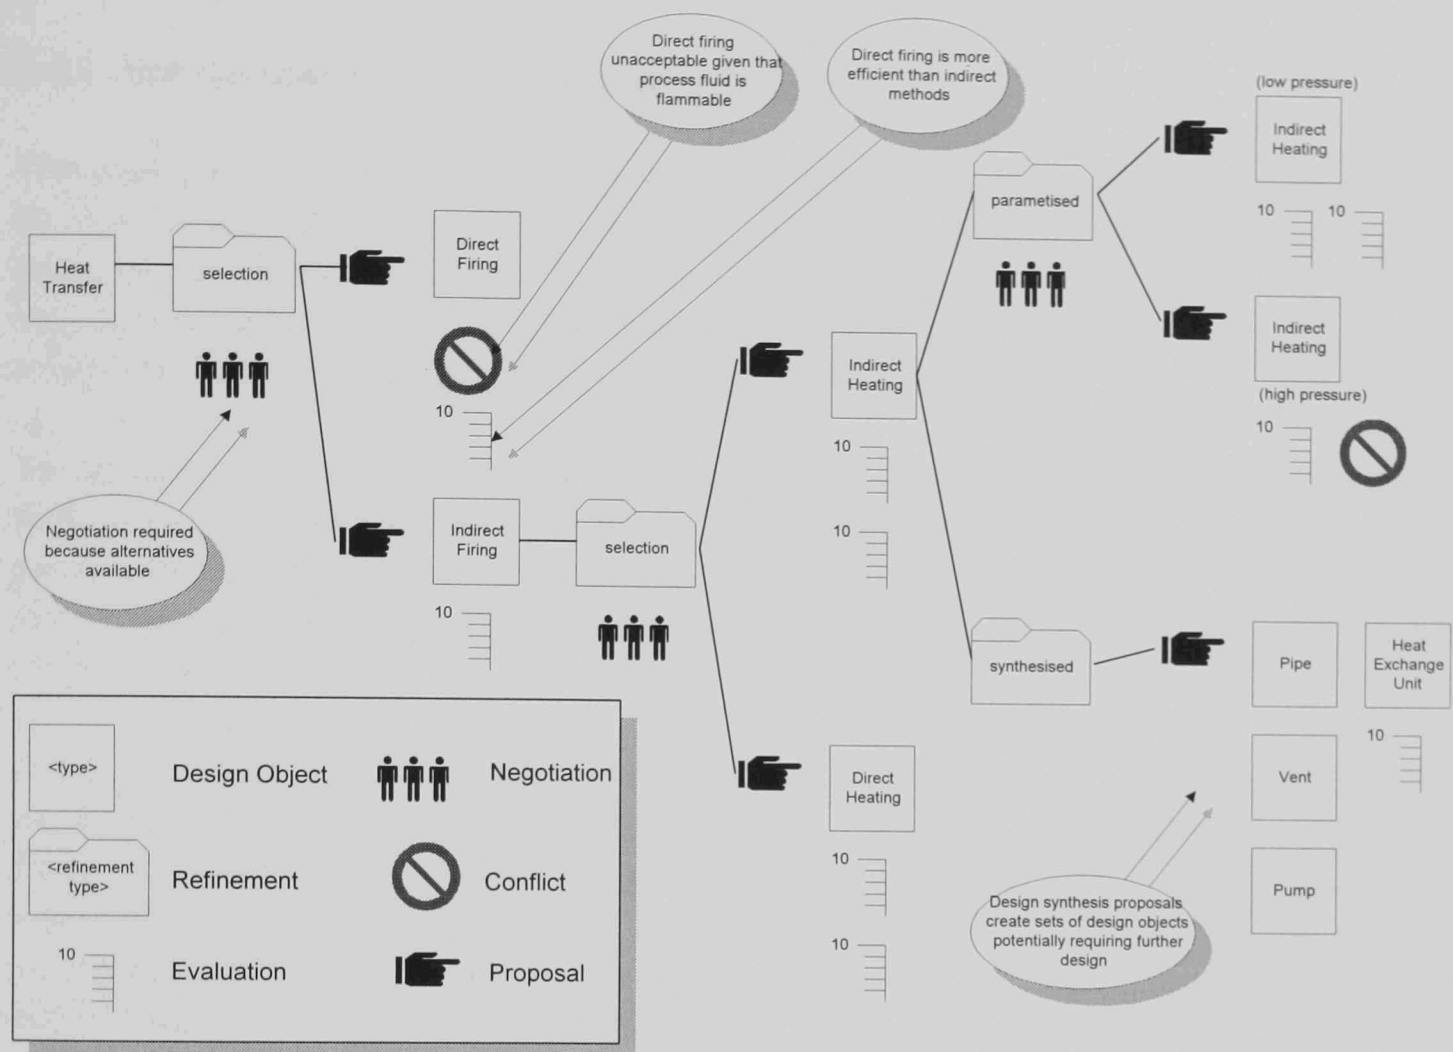 Direct firing
unacceptable given that
process fluid is
flammable
Direct firing is more
efficient than indirect
methods
(low pressure)
Indirect
Heating
10
10
parametised
Heat
Transfer
selection
Direct
Firing
Indirect
Heating
(high pressure)
10
Indirect
Heating
10
10
10
Negotiation required
because alternatives
available
Indirect
Firing
selection
10
synthesised
Pipe
Heat
Exchange
Unit
10
Vent
Pump
Direct
Heating
10
10
Design synthesis proposals
create sets of design objects
potentially requiring further
design
<type>
Design Object
Negotiation
<refinement
type>
Refinement
Conflict
10
Evaluation
Proposal